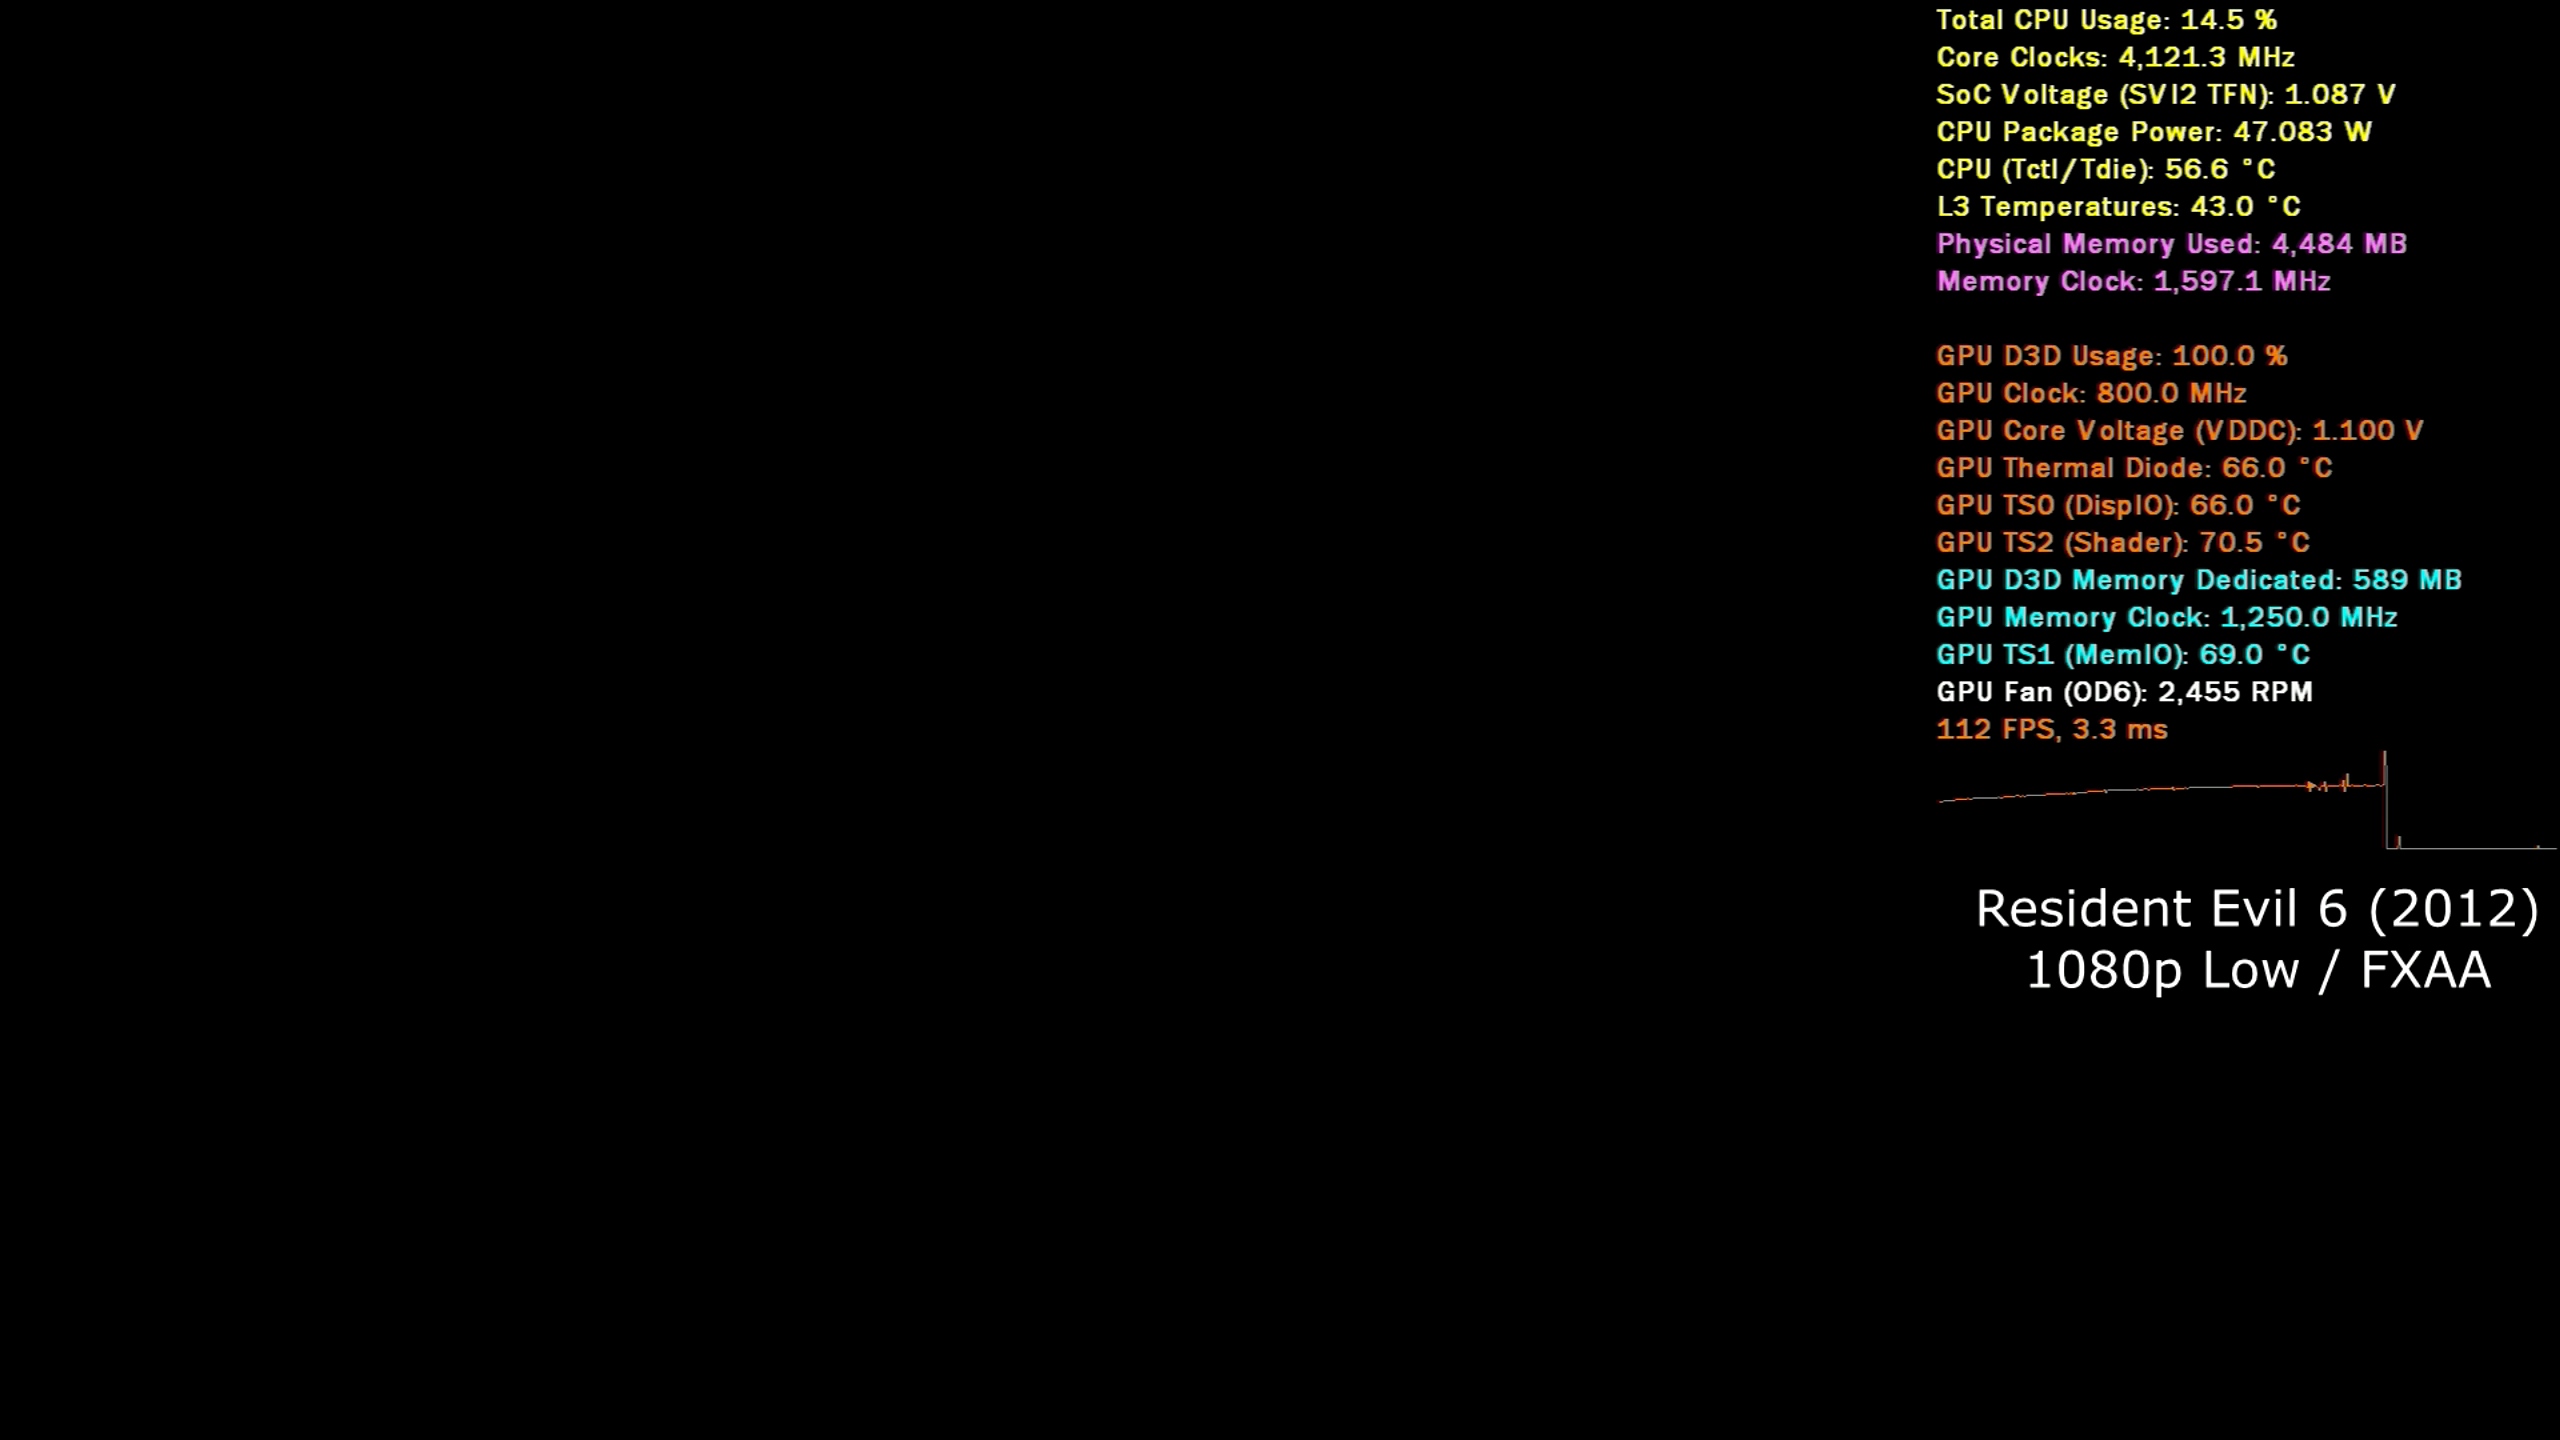 Total CPU Usage: 14.5 %
Core Clocks: 4,121.3 MHz
SoC Voltage (SVI2 TFN): 1.087 V
CPU Package Power: 47.083 W
CPU (Tctl/Tdie): 56.6 °C
L3 Temperatures: 43.0 °C
Physical Memory Used: 4,484 MB
Memory Clock: 1,597.1 MHz
GPU D3D Usage: 100.0 %
GPU Clock: 800.0 MHz
GPU Core Voltage (VDDC): 1.100 V
GPU Thermal Diode: 66.0 °C
GPU TS0 (DispIO): 66.0 °C
GPU TS2 (Shader): 70.5 °C
GPU D3D Memory Dedicated: 589 MB
GPU Memory Clock: 1,250.0 MHz
GPU TS1 (MemIO): 69.0 °C
GPU Fan (OD6): 2,455 RPM
112 FPS, 3.3 ms
Resident Evil 6 (2012)
1080p Low / FXAA